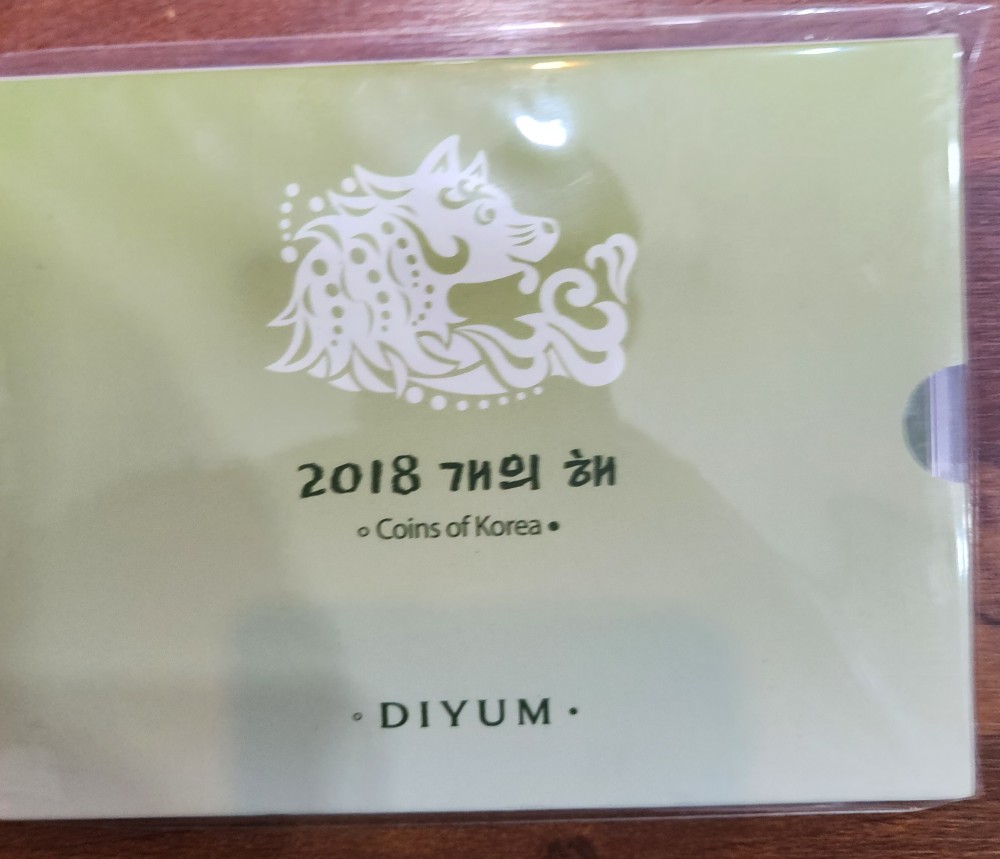 2018 개의 해
Coins of Korea
DIYUM